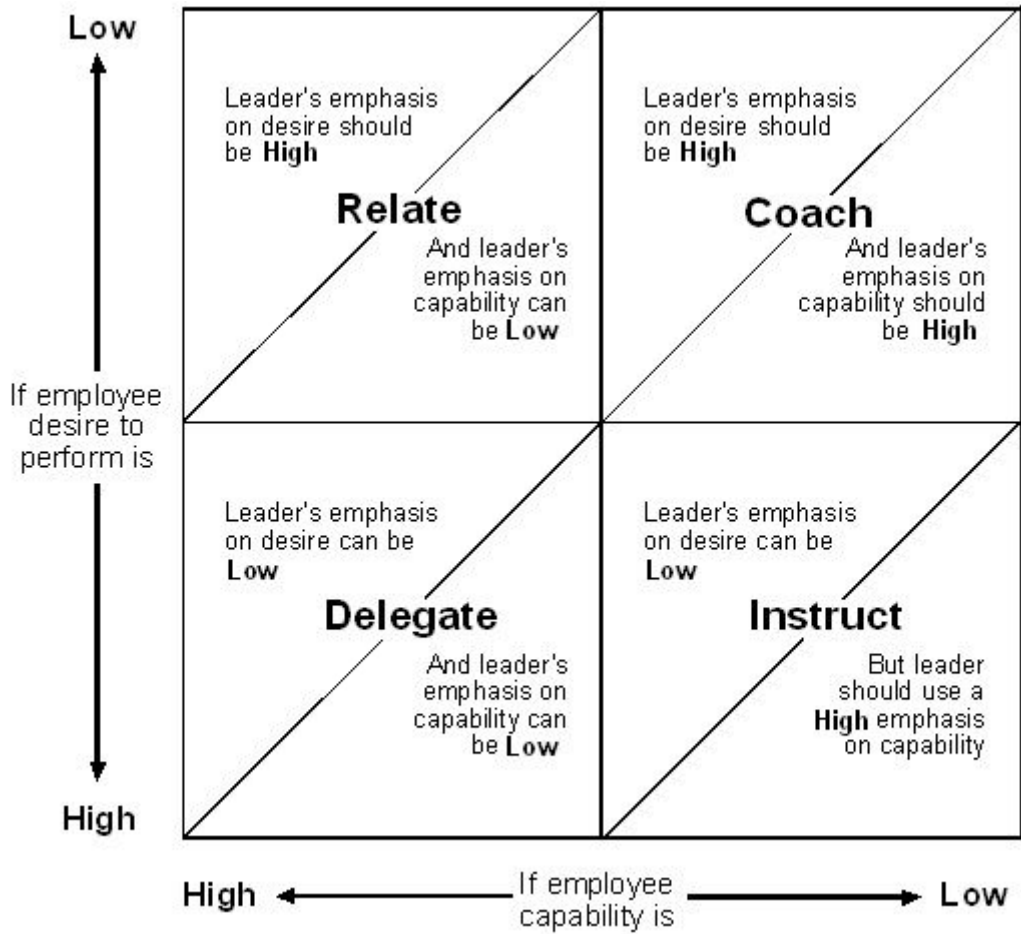 Low
Leader's emphasis
on desire should
be High
Relate
And leader's
emphasis on
capability can
be Low
Leader's emphasis
on desire should
be High
Coach
And leader's
emphasis on
capability should
be High
If employee
desire to
perform is
Leader's emphasis
on desire can be
Low
Delegate
And leader's
emphasis on
capability can
be Low
Leader's emphasis
on desire can be
Low
Instruct
But leader
should use a
High emphasis
on capability
High
High
If employee
capability is
Low